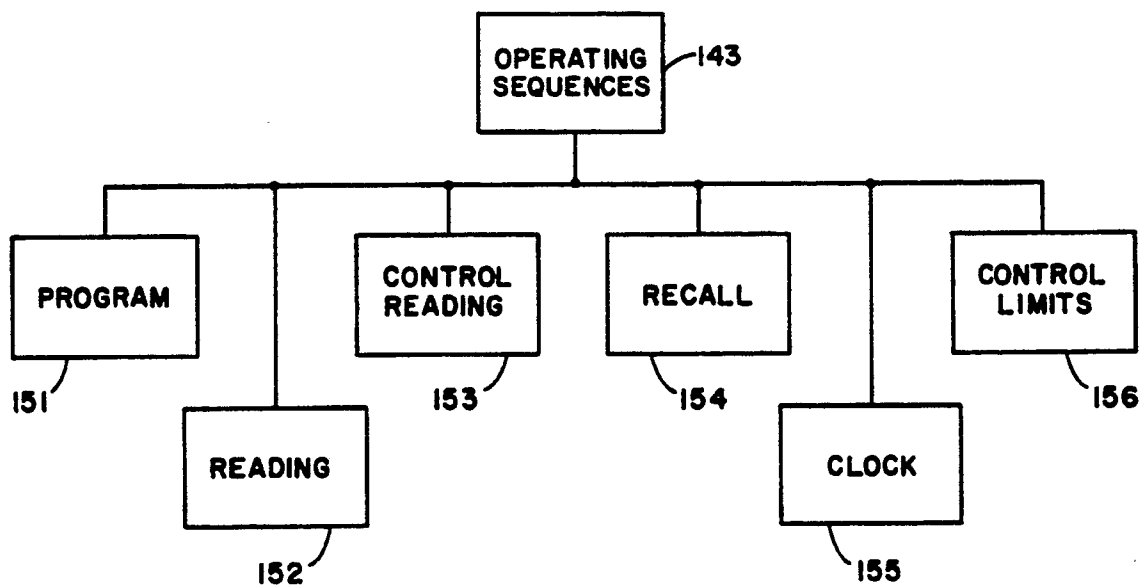 OPERATING
SEQUENCES
143
PROGRAM
151
READING
152
CONTROL
READING
153
RECALL
154
CLOCK
155
CONTROL
LIMITS
156